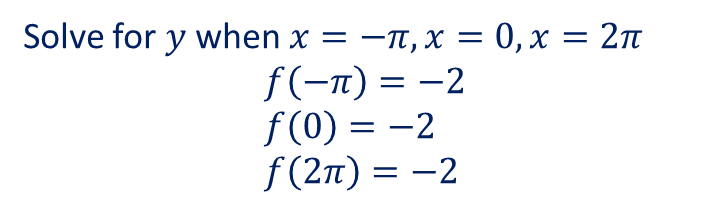 Solve for y when x = −π, x = 0, x = 2π
f(−π) = −2
f(0) = −2
f(2π) = −2